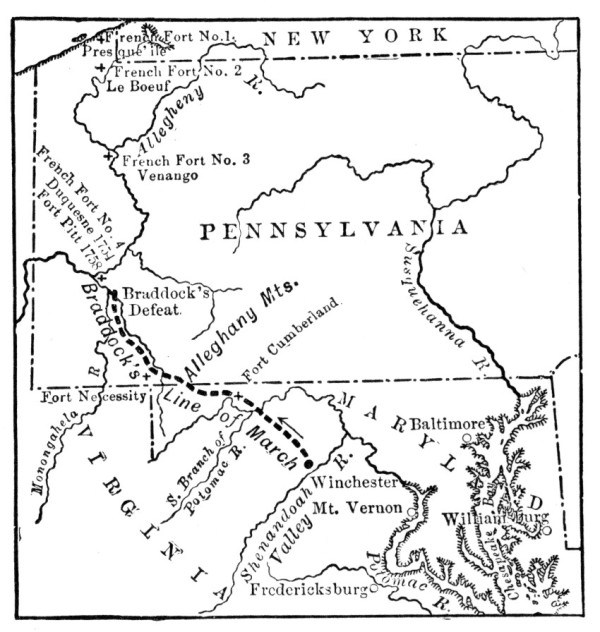 NEW YORK
French Fort No. 1.
Presqu'ile
French Fort No. 2
Le Boeuf
Allegheny R.
French Fort No. 3
Venango
French Fort No. 4
Duquesne 1754
Fort Pitt 1758
PENNSYLVANIA
Susquehanna R.
Braddock's
Defeat.
Alleghany Mts.
Fort Cumberland.
Braddock's Line of March
Fort Necessity
Monongahela R.
VIRGINIA
S. Branch of
Potomac R.
MARYLAND
Baltimore
Winchester
Mt. Vernon
Shenandoah R.
Valley
Fredericksburg
Potomac R.
Williamsburg
Chesapeake Bay